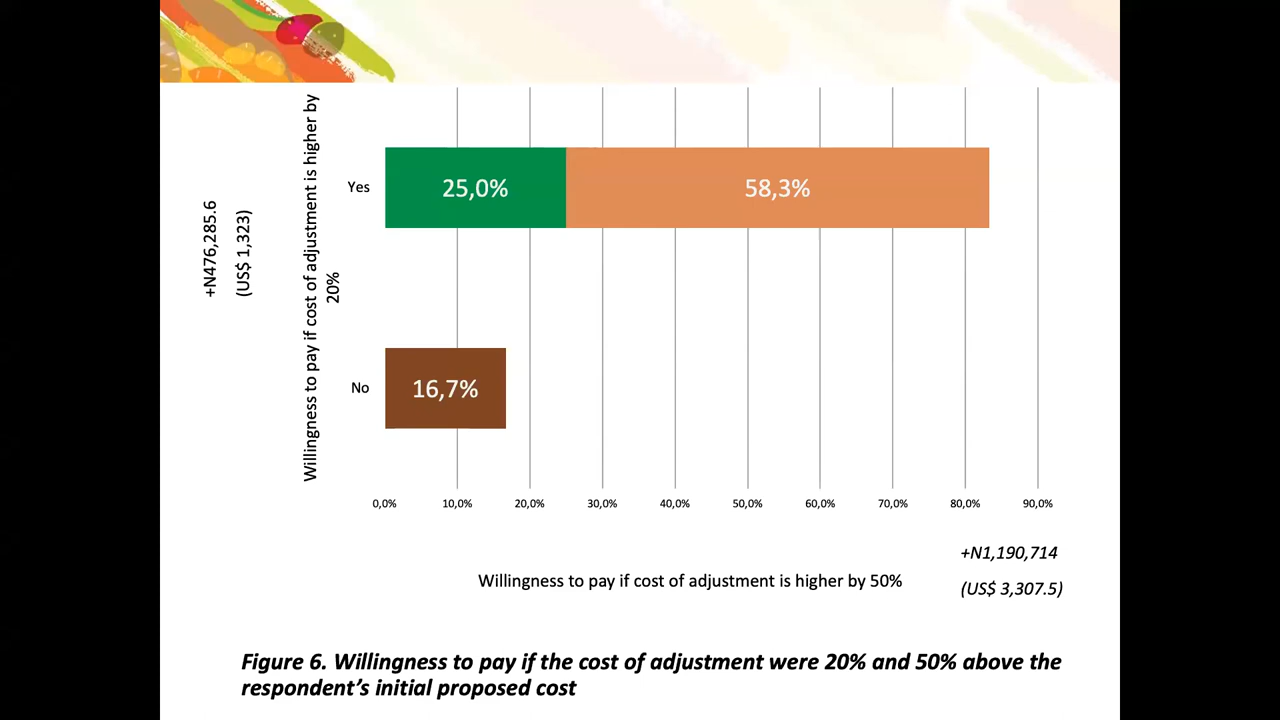 +N476,285.6
(US$ 1,323)
Willingness to pay if cost of adjustment is higher by
20%
Yes
25,0%
58,3%
No
16,7%
0,0%
10,0%
20,0%
30,0%
40,0%
50,0%
60,0%
70,0%
80,0%
90,0%
+N1,190,714
Willingness to pay if cost of adjustment is higher by 50%
(US$ 3,307.5)
Figure 6. Willingness to pay if the cost of adjustment were 20% and 50% above the
respondent’s initial proposed cost